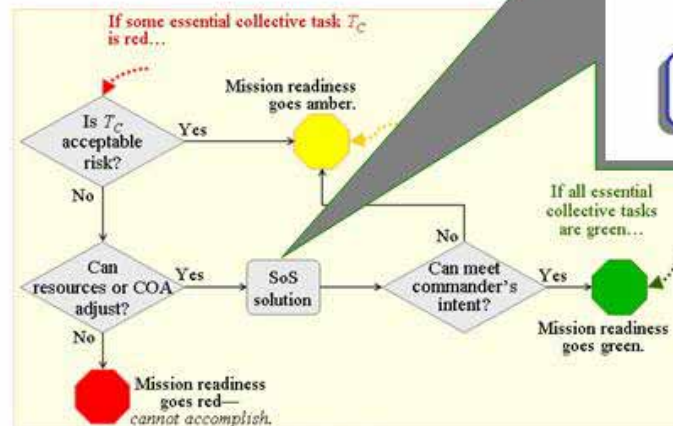 If some essential collective task T_C
is red…
Mission readiness
goes amber.
Is T_C
acceptable
risk?
Yes
No
If all essential
collective tasks
are green…
Can
resources or COA
adjust?
Yes
SoS
solution
No
Can meet
commander's
intent?
Yes
Mission readiness
goes green.
No
Mission readiness
goes red—
cannot accomplish.